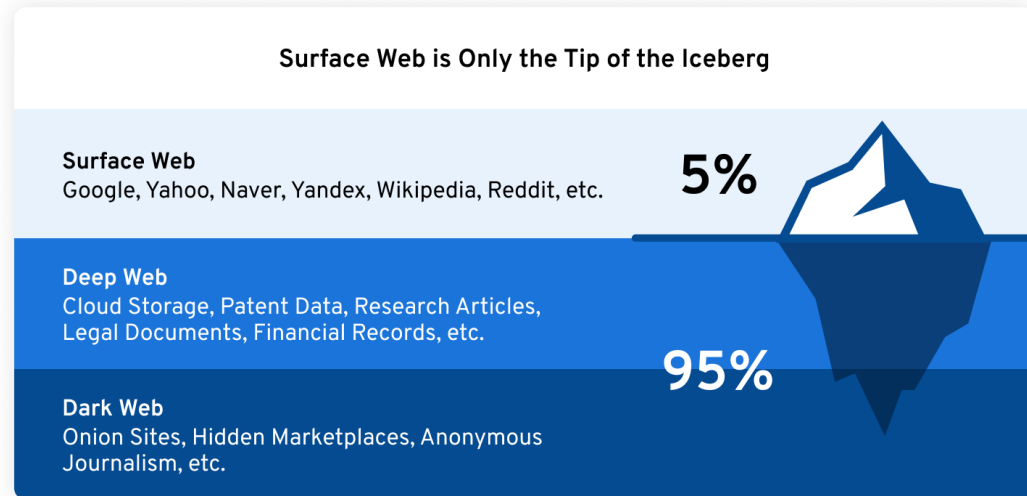 Surface Web is Only the Tip of the Iceberg
Surface Web
Google, Yahoo, Naver, Yandex, Wikipedia, Reddit, etc.
5%
Deep Web
Cloud Storage, Patent Data, Research Articles,
Legal Documents, Financial Records, etc.
95%
Dark Web
Onion Sites, Hidden Marketplaces, Anonymous
Journalism, etc.